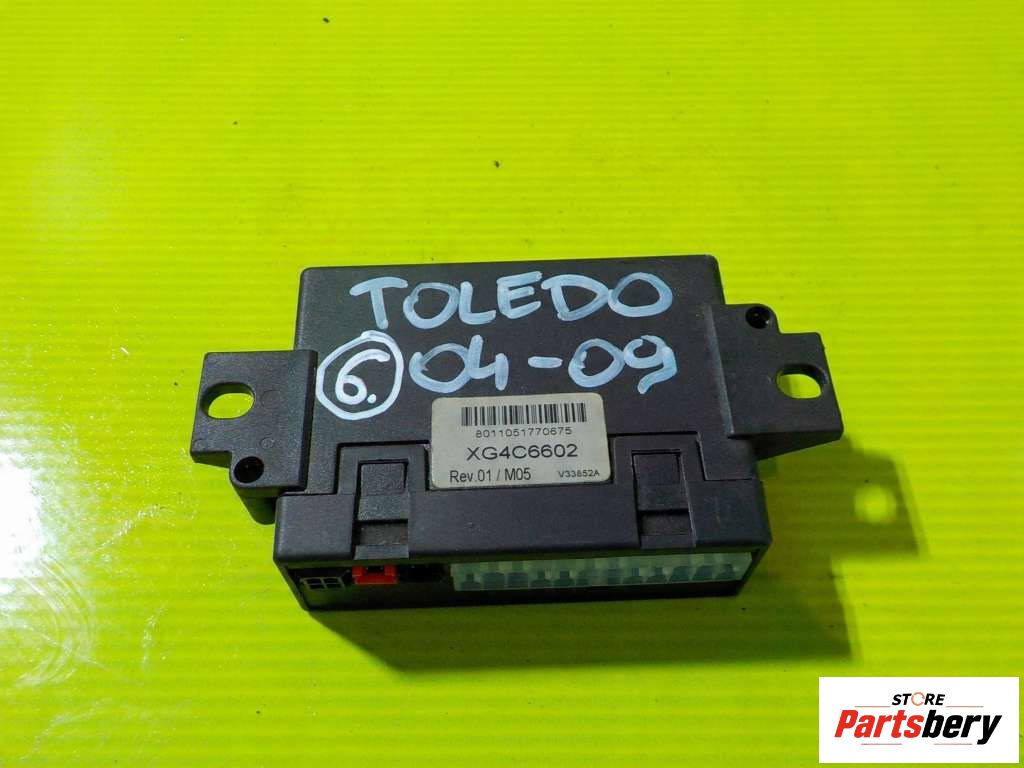 TOLEDO
6. 04-09
8011051770675
XG4C6602
Rev.01 / M05 V33852A
STORE
Partsbery